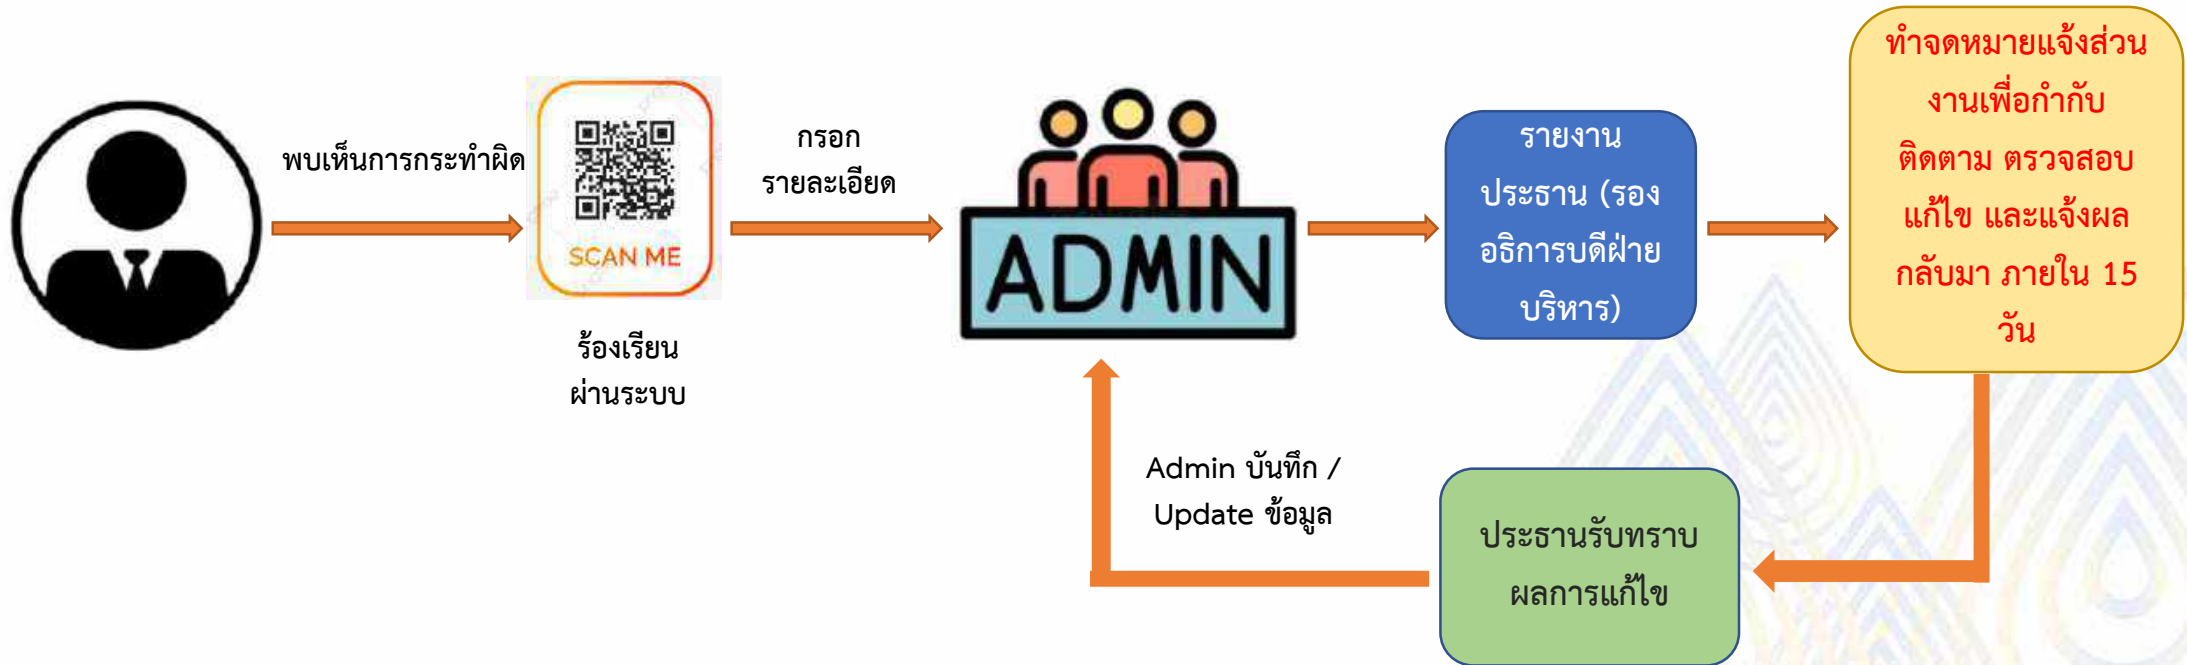 พบเห็นการกระทำผิด
SCAN ME
ร้องเรียน
ผ่านระบบ
กรอก
รายละเอียด
ADMIN
รายงาน
ประธาน (รอง
อธิการบดีฝ่าย
บริหาร)
ทำจดหมายแจ้งส่วน
งานเพื่อกำกับ
ติดตาม ตรวจสอบ
แก้ไข และแจ้งผล
กลับมา ภายใน 15
วัน
Admin บันทึก /
Update ข้อมูล
ประธานรับทราบ
ผลการแก้ไข